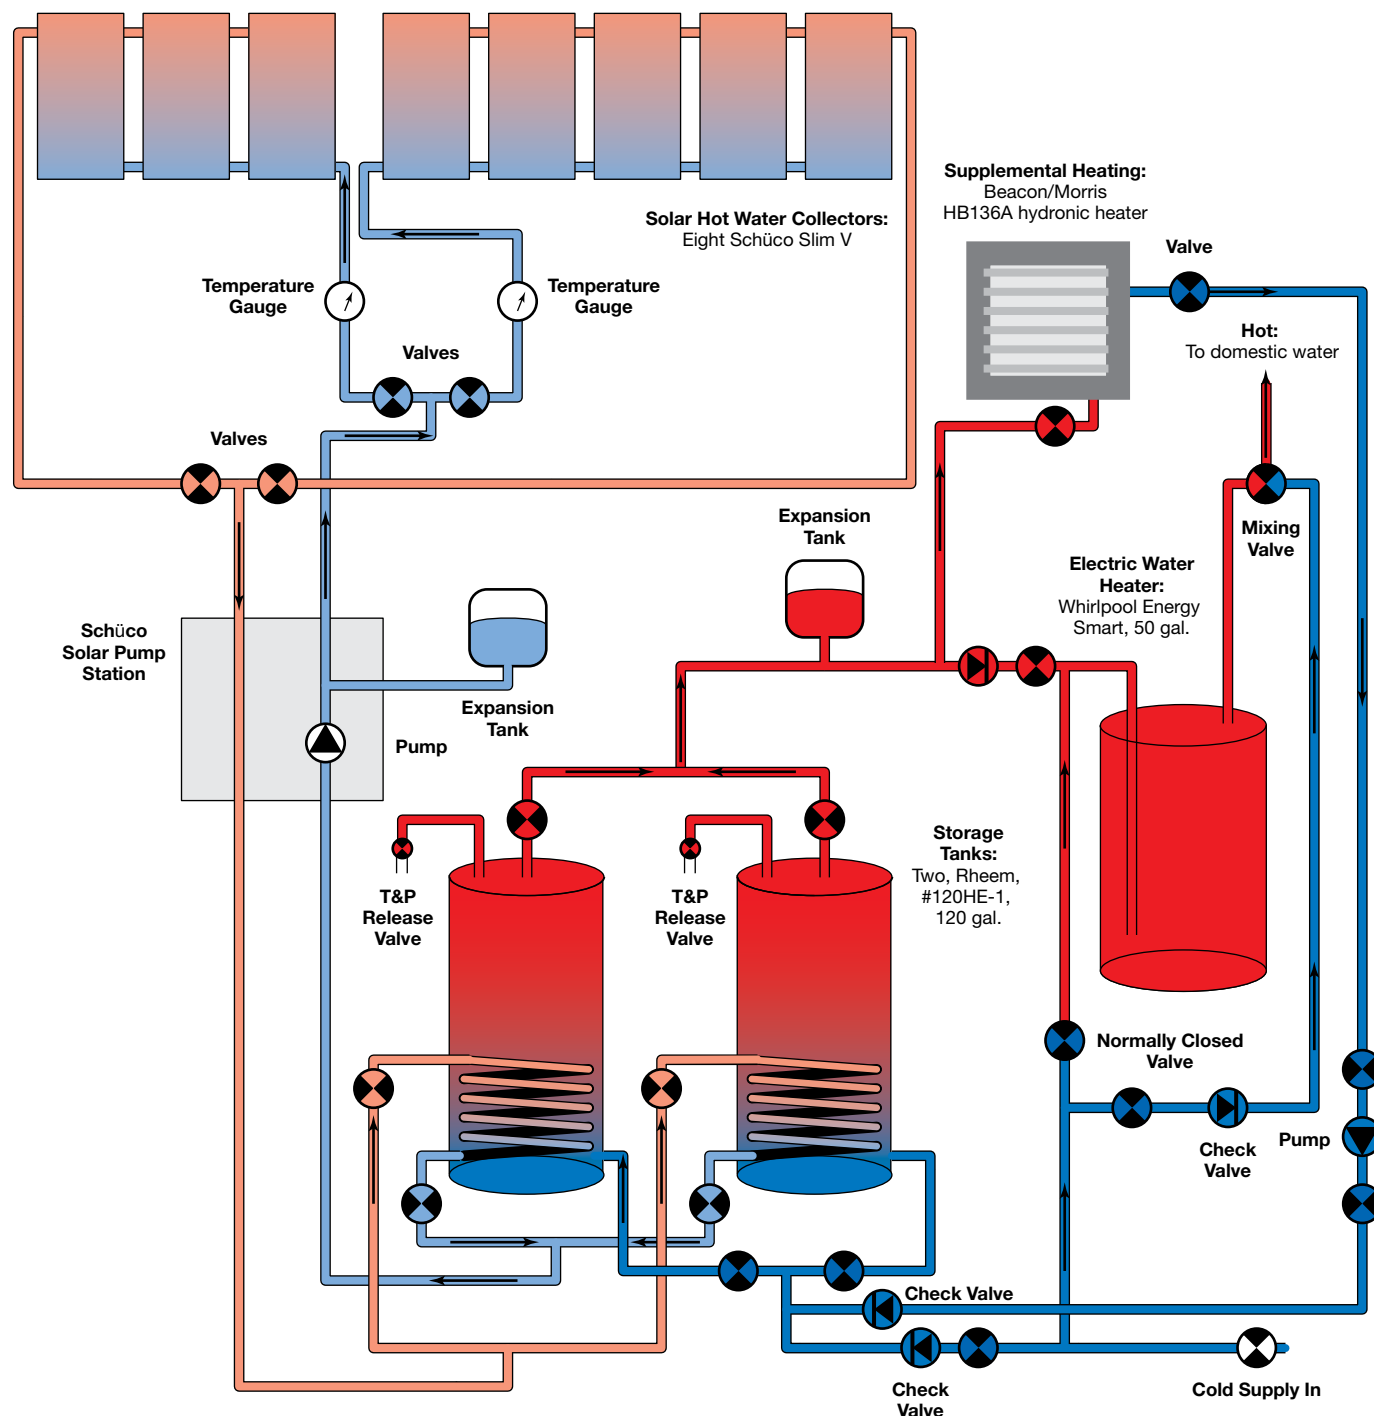 Supplemental Heating:
Beacon/Morris
HB136A hydronic heater
Solar Hot Water Collectors:
Eight Schüco Slim V
Valve
Temperature
Gauge
Temperature
Gauge
Hot:
To domestic water
Valves
Valves
Expansion
Tank
Mixing
Valve
Electric Water
Heater:
Whirlpool Energy
Smart, 50 gal.
Schüco
Solar Pump
Station
Expansion
Tank
Pump
Storage
Tanks:
Two, Rheem,
#120HE-1,
120 gal.
T&P
Release
Valve
T&P
Release
Valve
Normally Closed
Valve
Check
Valve
Pump
Check Valve
Check
Valve
Cold Supply In